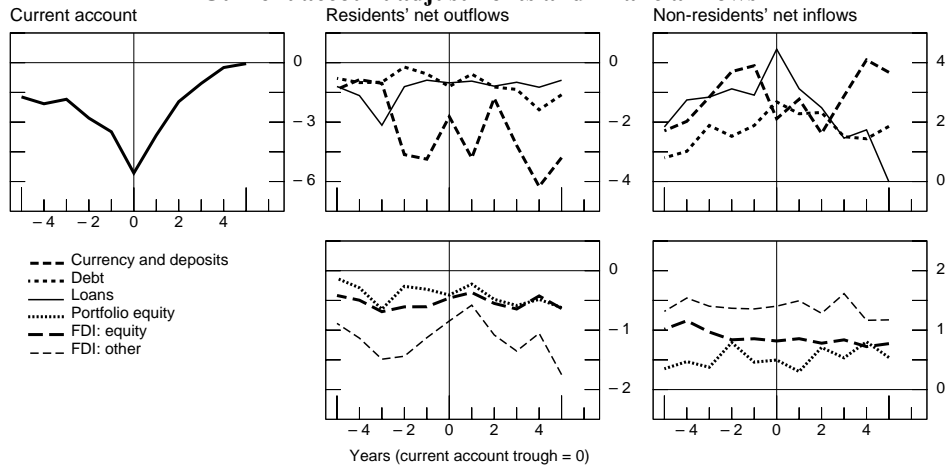 Current account
Residents' net outflows
Non-residents' net inflows
0
−3
−6
−4 −2 0 2 4
0
−2
−4
4
2
0
Currency and deposits
Debt
Loans
Portfolio equity
FDI: equity
FDI: other
0
−1
−2
−4 −2 0 2 4
2
1
0
−4 −2 0 2 4
Years (current account trough = 0)